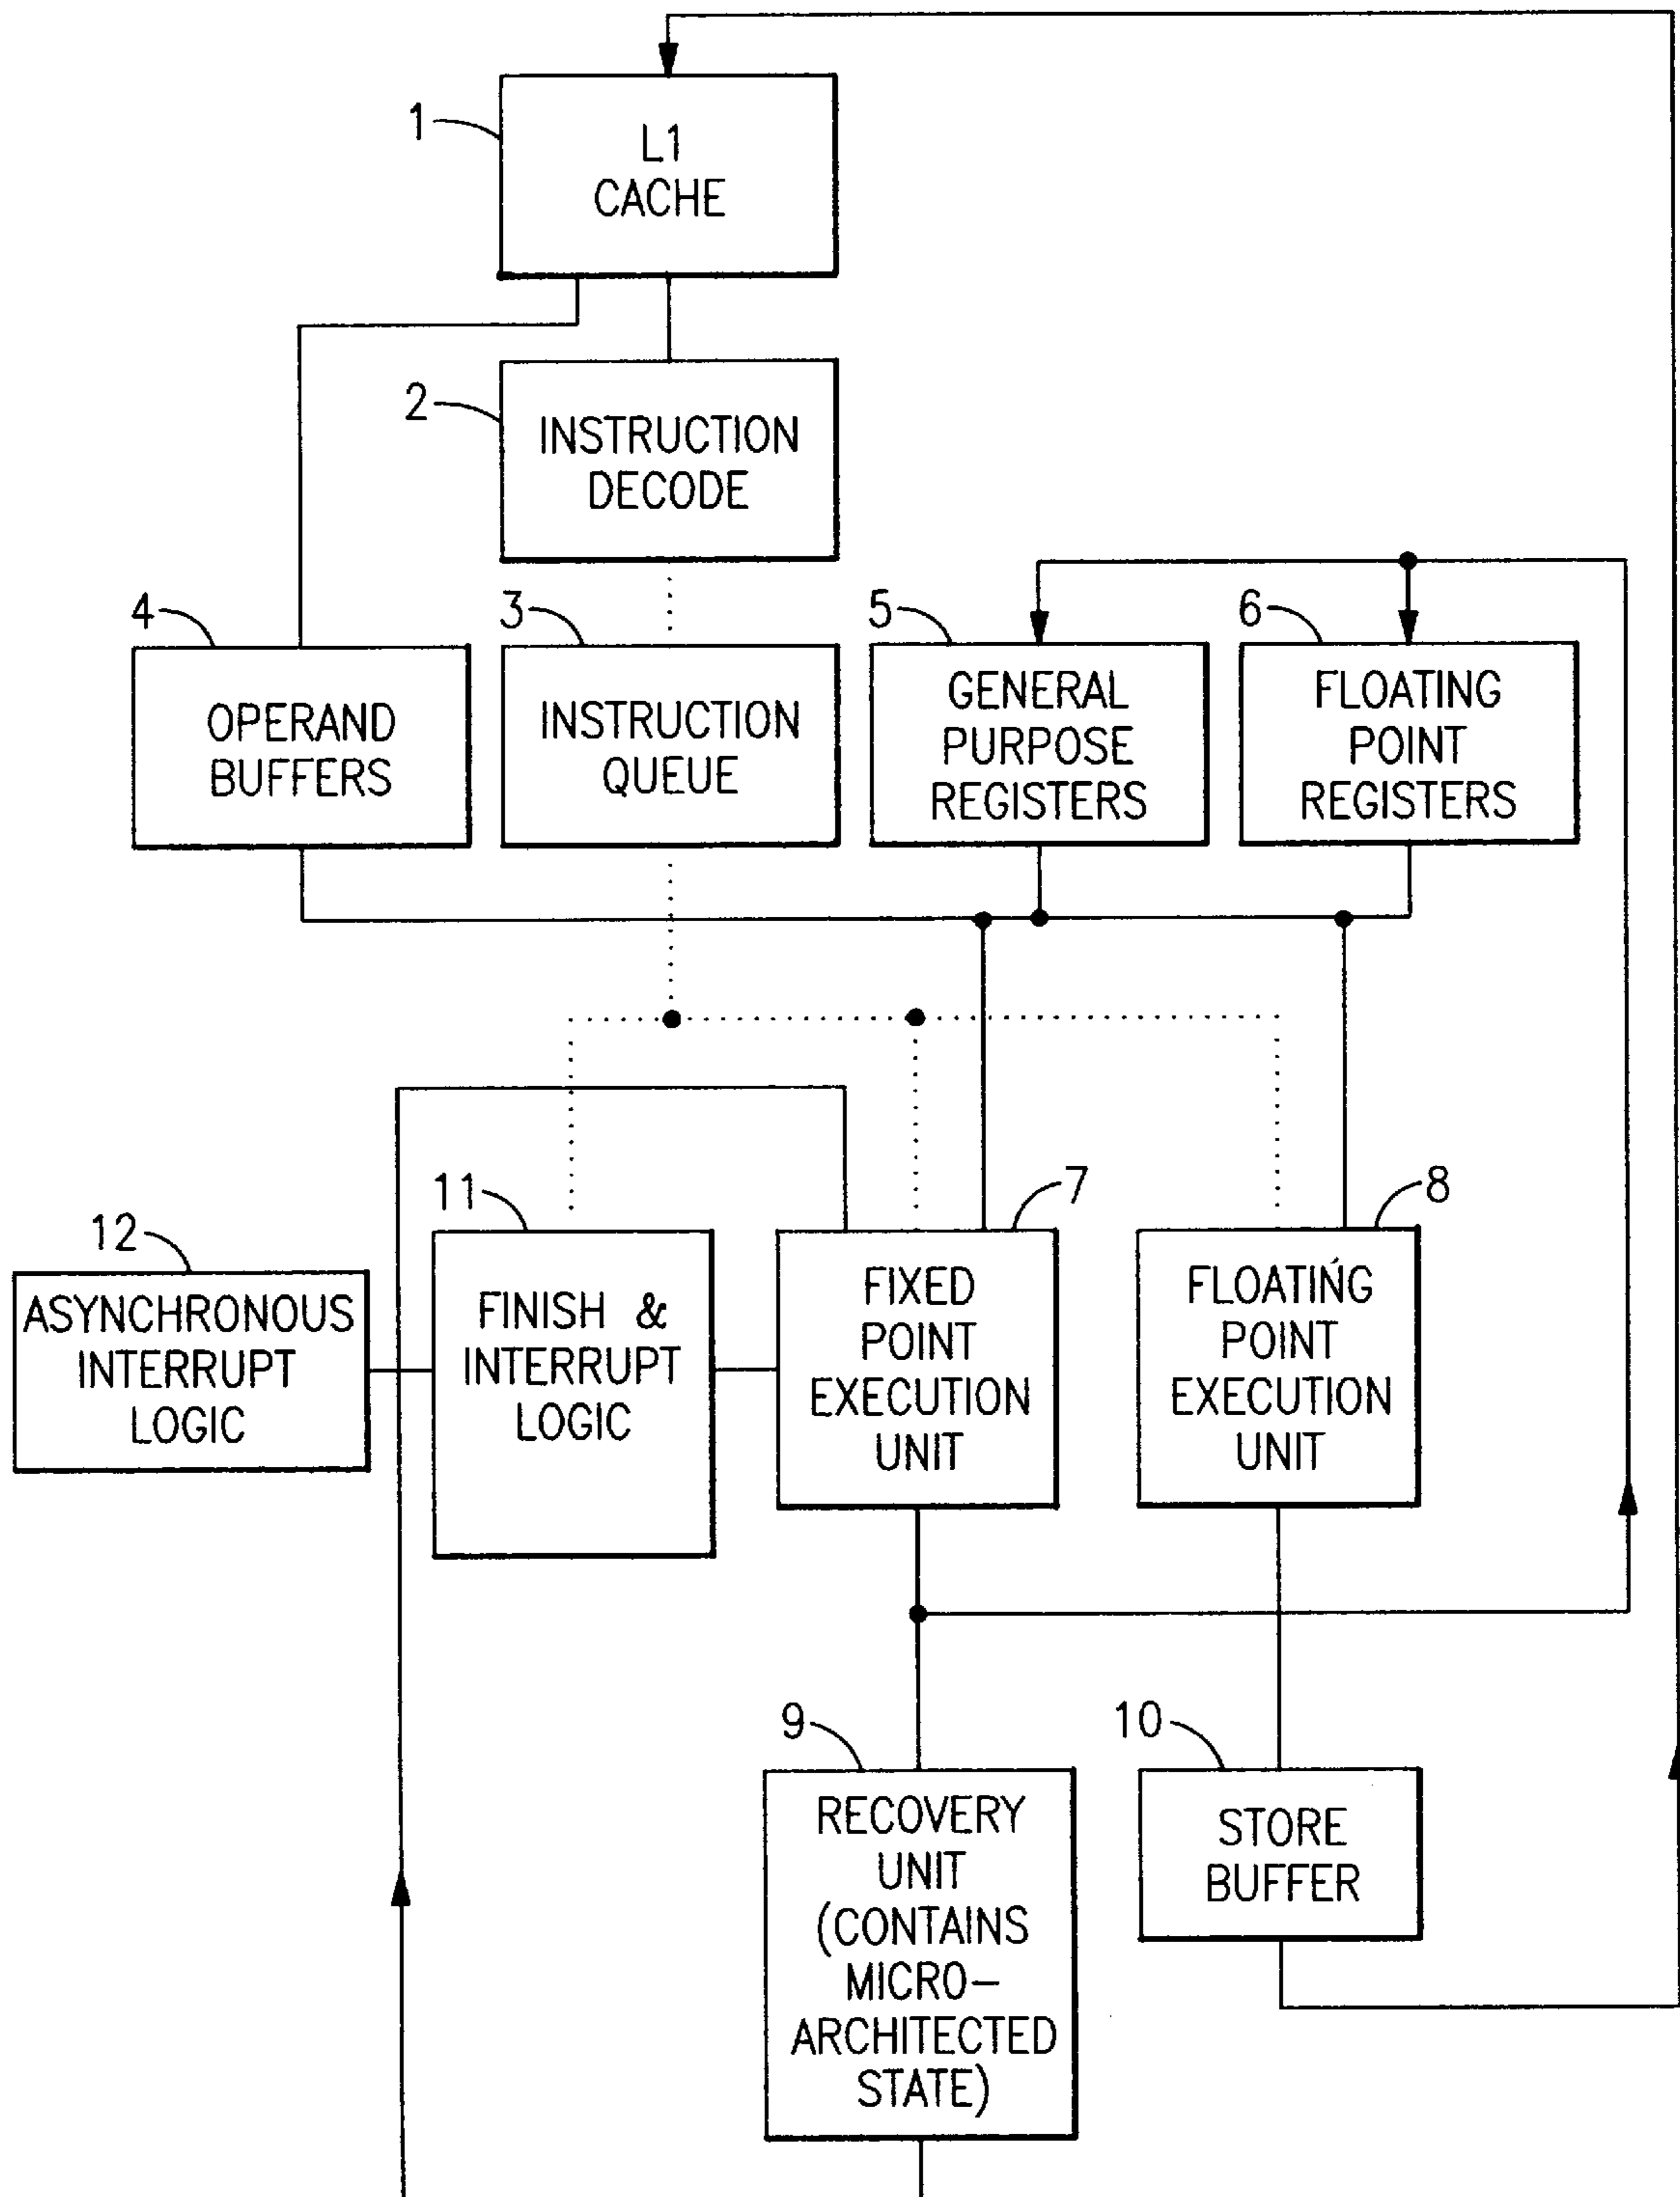 1
L1
CACHE
2
INSTRUCTION
DECODE
4
OPERAND
BUFFERS
3
INSTRUCTION
QUEUE
5
GENERAL
PURPOSE
REGISTERS
6
FLOATING
POINT
REGISTERS
12
ASYNCHRONOUS
INTERRUPT
LOGIC
11
FINISH &
INTERRUPT
LOGIC
7
FIXED
POINT
EXECUTION
UNIT
8
FLOATING
POINT
EXECUTION
UNIT
9
RECOVERY
UNIT
(CONTAINS
MICRO–
ARCHITECTED
STATE)
10
STORE
BUFFER